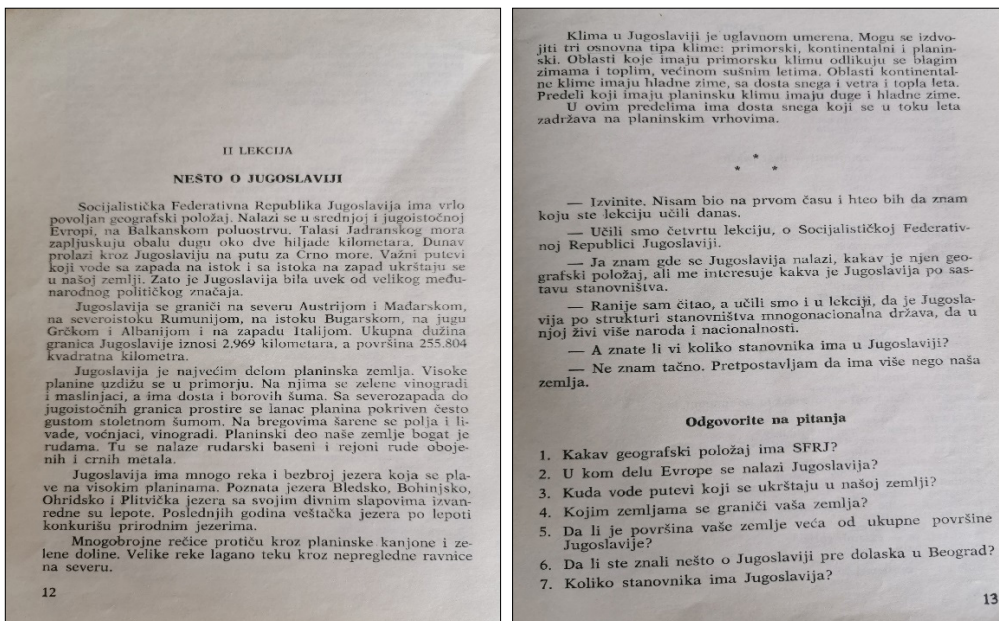 II LEKCIJA
NEŠTO O JUGOSLAVIJI
Socijalistička Federativna Republika Jugoslavija ima vrlo
povoljan geografski položaj. Nalazi se u srednjoj i jugoistočnoj
Evropi, na Balkanskom poluostrvu. Talasi Jadranskog mora
zapljuskuju obalu dugu oko dve hiljade kilometara. Dunav
prolazi kroz Jugoslaviju na putu za Crno more. Važni putevi
koji vode sa zapada na istok i sa istoka na zapad ukrštaju se
u našoj zemlji. Zato je Jugoslavija bila uvek od velikog među-
narodnog političkog značaja.
Jugoslavija se graniči na severu Austrijom i Mađarskom,
na severoistoku Rumunijom, na istoku Bugarskom, na jugu
Grčkom i Albanijom i na zapadu Italijom. Ukupna dužina
granica Jugoslavije iznosi 2.969 kilometara, a površina 255.804
kvadratna kilometra.
Jugoslavija je najvećim delom planinska zemlja. Visoke
planine uzdižu se u primorju. Na njima se zelene vinogradi
i maslinjaci, a ima dosta i borovih šuma. Sa severozapada do
jugoistočnih granica prostire se lanac planina pokriven često
gustom stoletnom šumom. Na bregovima šarene se polja i li-
vade, voćnjaci, vinogradi. Planinski deo naše zemlje bogat je
rudama. Tu se nalaze rudarski baseni i rejoni rude oboje-
nih i crnih metala.
Jugoslavija ima mnogo reka i bezbroj jezera koja se pla-
ve na visokim planinama. Poznata jezera Bledsko, Bohinjsko,
Ohridsko i Plitvička jezera sa svojim divnim slapovima izvan-
redne su lepote. Poslednjih godina veštačka jezera po lepoti
konkurišu prirodnim jezerima.
Mnogobrojne rečice protiču kroz planinske kanjone i ze-
lene doline. Velike reke lagano teku kroz nepregledne ravnice
na severu.
12
Klima u Jugoslaviji je uglavnom umerena. Mogu se izdvo-
jiti tri osnovna tipa klime: primorski, kontinentalni i planin-
ski. Oblasti koje imaju primorsku klimu odlikuju se blagim
zimama i toplim, većinom sušnim letima. Oblasti kontinental-
ne klime imaju hladne zime, sa dosta snega i vetra i topla leta.
Predeli koji imaju planinsku klimu imaju duge i hladne zime.
U ovim predelima ima dosta snega koji se u toku leta
zadržava na planinskim vrhovima.
*
* *
— Izvinite. Nisam bio na prvom času i hteo bih da znam
koju ste lekciju učili danas.
— Učili smo četvrtu lekciju, o Socijalističkoj Federativ-
noj Republici Jugoslaviji.
— Ja znam gde se Jugoslavija nalazi, kakav je njen geo-
grafski položaj, ali me interesuje kakva je Jugoslavija po sas-
tavu stanovništva.
— Ranije sam čitao, a učili smo i u lekciji, da je Jugosla-
vija po strukturi stanovništva mnogonacionalna država, da u
njoj živi više naroda i nacionalnosti.
— A znate li vi koliko stanovnika ima u Jugoslaviji?
— Ne znam tačno. Pretpostavljam da ima više nego naša
zemlja.
Odgovorite na pitanja
1. Kakav geografski položaj ima SFRJ?
2. U kom delu Evrope se nalazi Jugoslavija?
3. Kuda vode putevi koji se ukrštaju u našoj zemlji?
4. Kojim zemljama se graniči vaša zemlja?
5. Da li je površina vaše zemlje veća od ukupne površine
Jugoslavije?
6. Da li ste znali nešto o Jugoslaviji pre dolaska u Beograd?
7. Koliko stanovnika ima Jugoslavija?
13